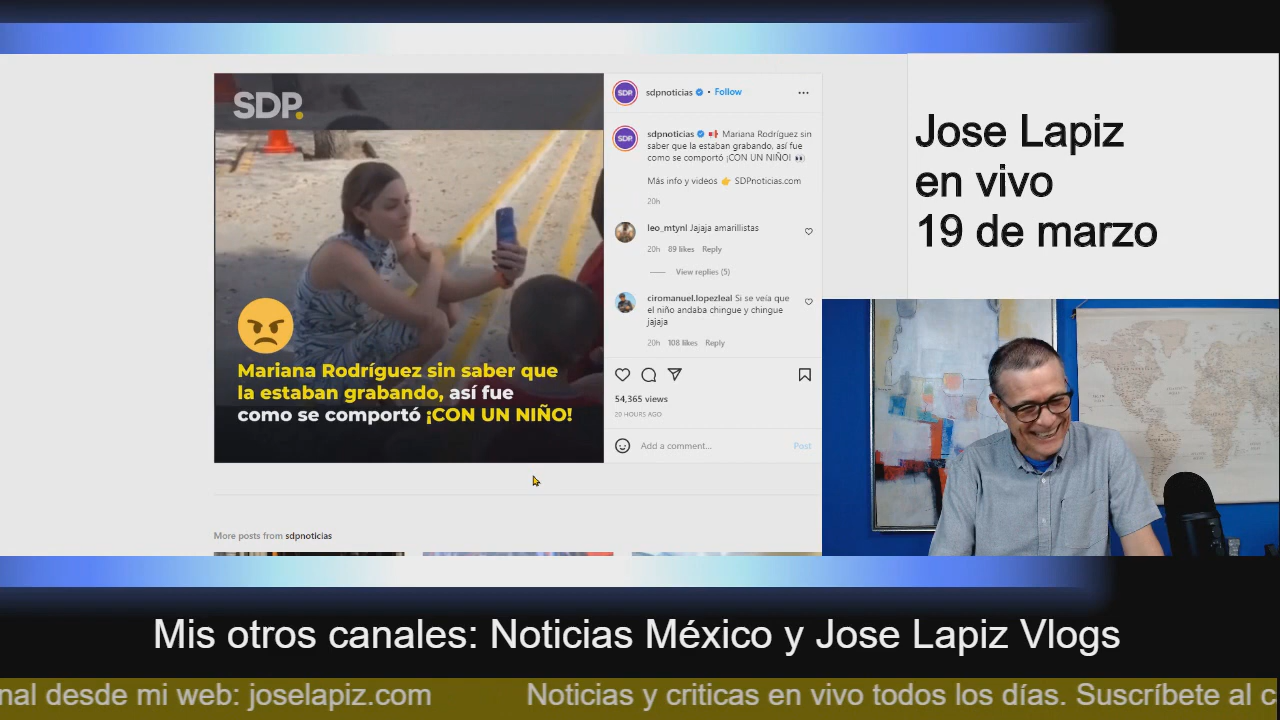 SDP.
Mariana Rodríguez sin saber que
la estaban grabando, así fue
como se comportó ¡CON UN NIÑO!
SDP.
sdpnoticias • Follow
SDP.
sdpnoticias Mariana Rodríguez sin
saber que la estaban grabando, así fue
como se comportó ¡CON UN NIÑO!
Más info y videos SDPnoticias.com
20h
leo_mtynl Jajaja amarillistas
20h 89 likes Reply
View replies (5)
ciromanuel.lopezleal Si se veía que
el niño andaba chingue y chingue
jajaja
20h 108 likes Reply
54,365 views
20 HOURS AGO
Add a comment... Post
More posts from sdpnoticias
Jose Lapiz
en vivo
19 de marzo
Mis otros canales: Noticias México y Jose Lapiz Vlogs
nal desde mi web: joselapiz.com Noticias y criticas en vivo todos los días. Suscríbete al c